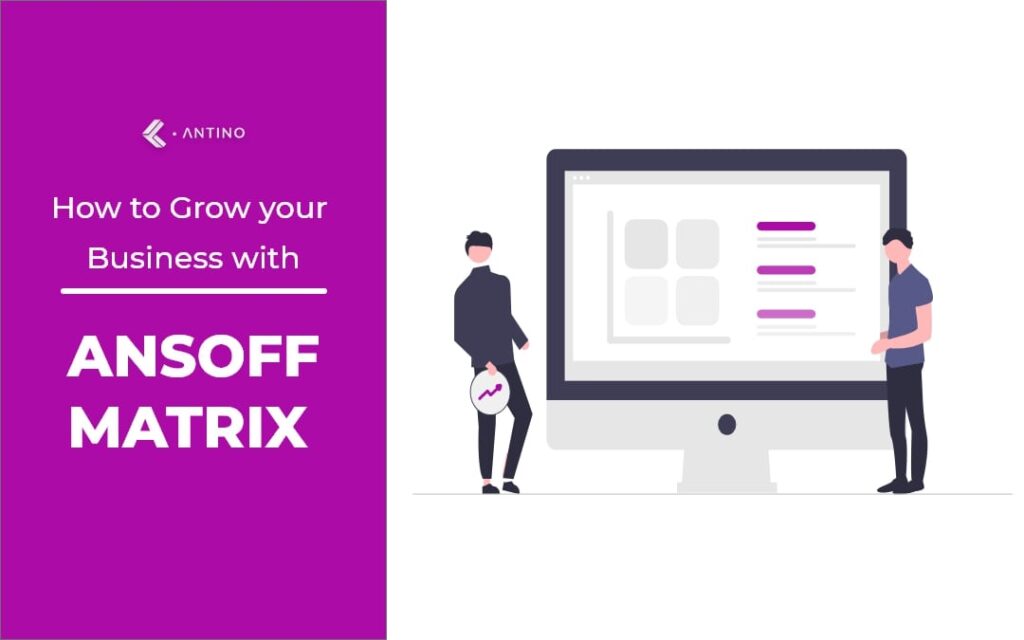 ANTINO
How to Grow your
Business with
ANSOFF
MATRIX